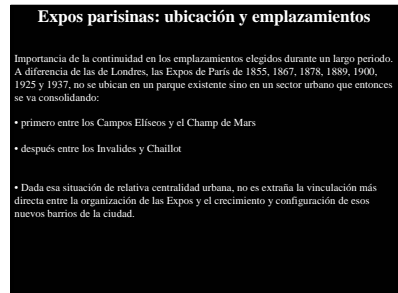 Expos parisinas: ubicación y emplazamientos
Importancia de la continuidad en los emplazamientos elegidos durante un largo periodo.
A diferencia de las de Londres, las Expos de París de 1855, 1867, 1878, 1889, 1900,
1925 y 1937, no se ubican en un parque existente sino en un sector urbano que entonces
se va consolidando:
• primero entre los Campos Elíseos y el Champ de Mars
• después entre los Invalides y Chaillot
• Dada esa situación de relativa centralidad urbana, no es extraña la vinculación más
directa entre la organización de las Expos y el crecimiento y configuración de esos
nuevos barrios de la ciudad.